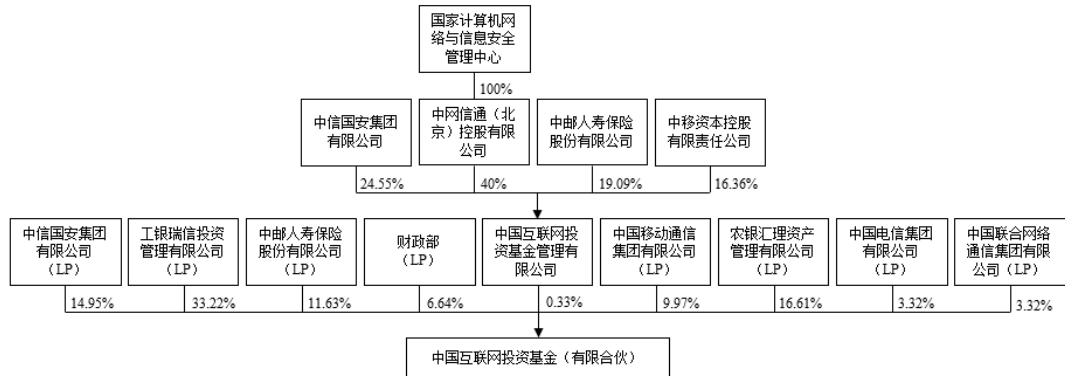 国家计算机网
络与信息安全
管理中心
100%
中信国安集团
有限公司
中网信通（北
京）控股有限
公司
中邮人寿保险
股份有限公司
中移资本控股
有限责任公司
24.55%
40%
19.09%
16.36%
中信国安集团
有限公司
（LP）
工银瑞信投资
管理有限公司
（LP）
中邮人寿保险
股份有限公司
（LP）
财政部
（LP）
中国互联网投
资基金管理有
限公司
中国移动通信
集团有限公司
（LP）
农银汇理资产
管理有限公司
（LP）
中国电信集团
有限公司
（LP）
中国联合网络
通信集团有限
公司（LP）
14.95%
33.22%
11.63%
6.64%
0.33%
9.97%
16.61%
3.32%
3.32%
中国互联网投资基金（有限合伙）